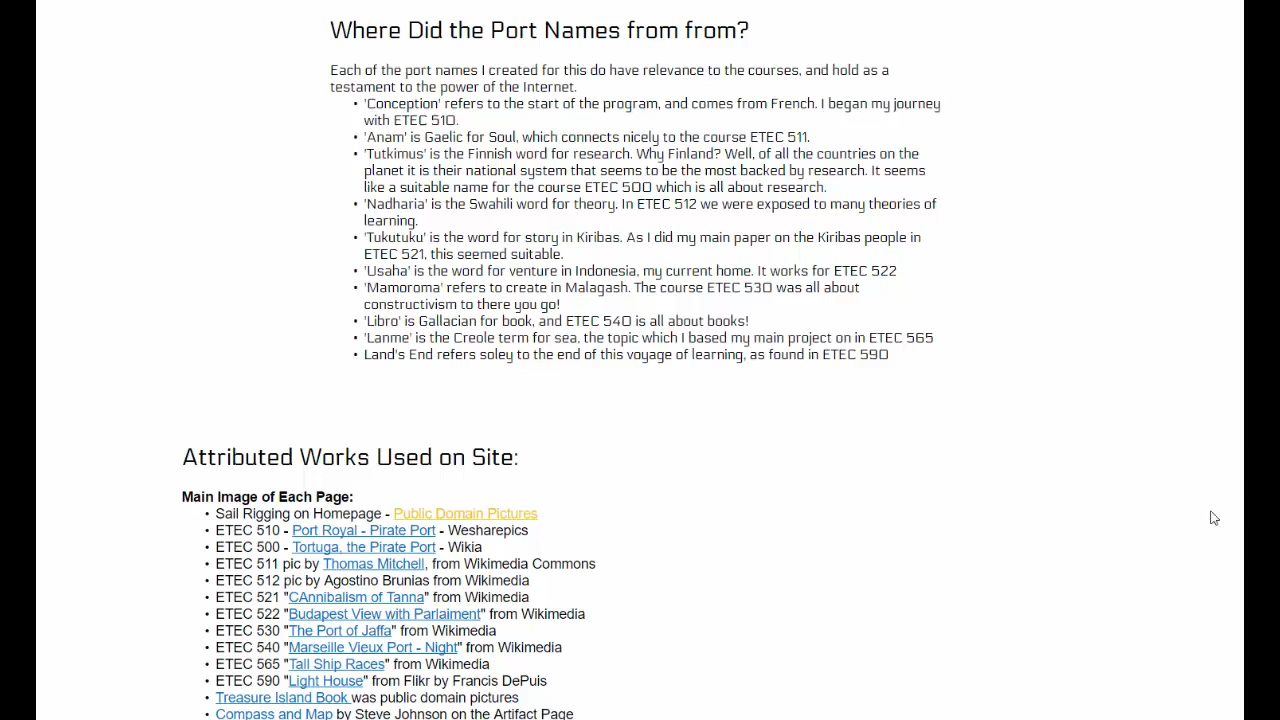 Where Did the Port Names from from?
Each of the port names I created for this do have relevance to the courses, and hold as a
testament to the power of the Internet.
• 'Conception' refers to the start of the program, and comes from French. I began my journey
with ETEC 510.
• 'Anam' is Gaelic for Soul, which connects nicely to the course ETEC 511.
• 'Tutkimus' is the Finnish word for research. Why Finland? Well, of all the countries on the
planet it is their national system that seems to be the most backed by research. It seems
like a suitable name for the course ETEC 500 which is all about research.
• 'Nadharia' is the Swahili word for theory. In ETEC 512 we were exposed to many theories of
learning.
• 'Tukutuku' is the word for story in Kiribas. As I did my main paper on the Kiribas people in
ETEC 521, this seemed suitable.
• 'Usaha' is the word for venture in Indonesia, my current home. It works for ETEC 522
• 'Mamoroma' refers to create in Malagash. The course ETEC 530 was all about
constructivism to there you go!
• 'Libro' is Gallacian for book, and ETEC 540 is all about books!
• 'Lanme' is the Creole term for sea, the topic which I based my main project on in ETEC 565
• Land's End refers soley to the end of this voyage of learning, as found in ETEC 590
Attributed Works Used on Site:
Main Image of Each Page:
• Sail Rigging on Homepage - Public Domain Pictures
• ETEC 510 - Port Royal - Pirate Port - Wesharepics
• ETEC 500 - Tortuga, the Pirate Port - Wikia
• ETEC 511 pic by Thomas Mitchell, from Wikimedia Commons
• ETEC 512 pic by Agostino Brunias from Wikimedia
• ETEC 521 "CAnnibalism of Tanna" from Wikimedia
• ETEC 522 "Budapest View with Parlaiment" from Wikimedia
• ETEC 530 "The Port of Jaffa" from Wikimedia
• ETEC 540 "Marseille Vieux Port - Night" from Wikimedia
• ETEC 565 "Tall Ship Races" from Wikimedia
• ETEC 590 "Light House" from Flikr by Francis DePuis
• Treasure Island Book was public domain pictures
• Compass and Map by Steve Johnson on the Artifact Page